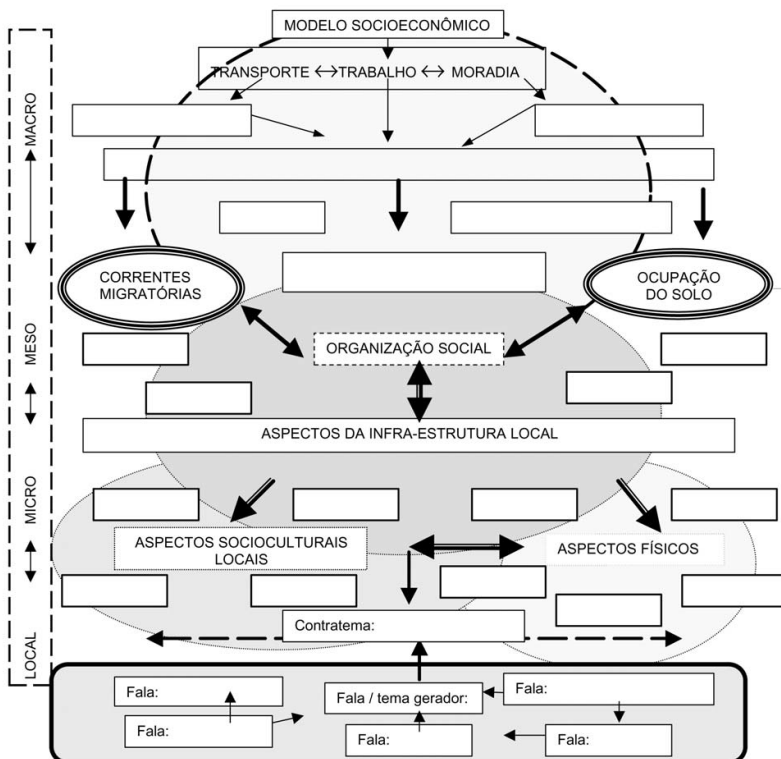 MODELO SOCIOECONÔMICO
TRANSPORTE ↔ TRABALHO ↔ MORADIA
MACRO
CORRENTES
MIGRATÓRIAS
OCUPAÇÃO
DO SOLO
MESO
ORGANIZAÇÃO SOCIAL
ASPECTOS DA INFRA-ESTRUTURA LOCAL
MICRO
ASPECTOS SOCIOCULTURAIS
LOCAIS
ASPECTOS FÍSICOS
LOCAL
Contratema:
Fala:
Fala / tema gerador:
Fala:
Fala:
Fala:
Fala: